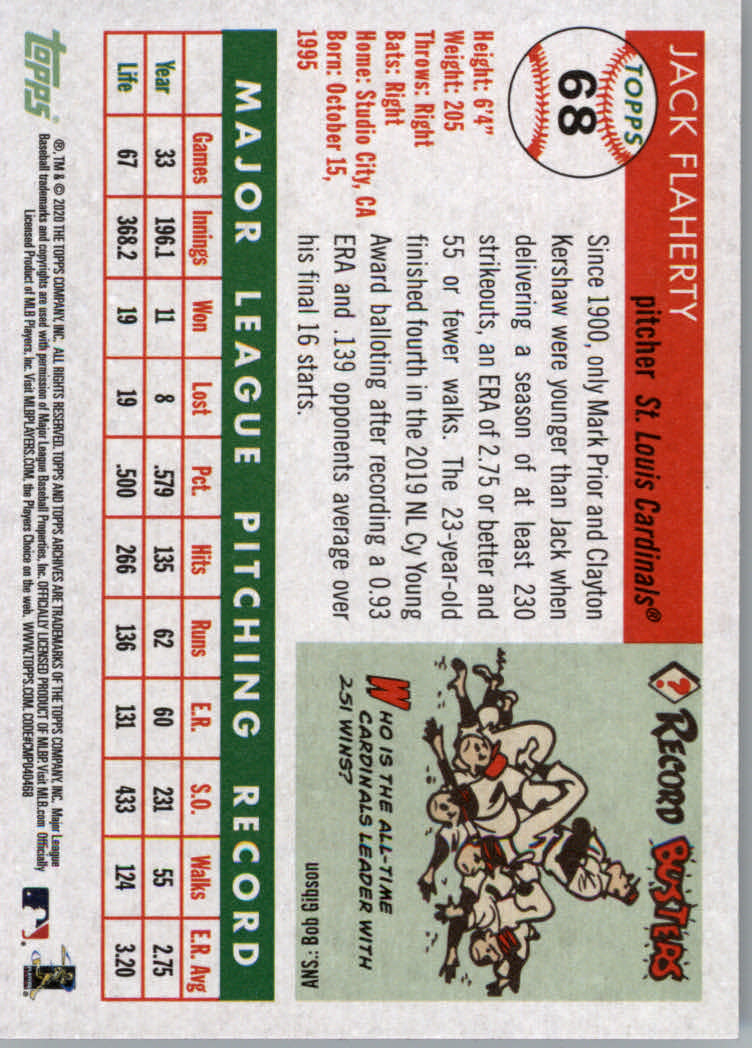 JACK FLAHERTY
pitcher St. Louis Cardinals®
TOPPS
68
Height: 6'4"
Weight: 205
Throws: Right
Bats: Right
Home: Studio City, CA
Born: October 15,
1995
Since 1900, only Mark Prior and Clayton
Kershaw were younger than Jack when
delivering a season of at least 230
strikeouts, an ERA of 2.75 or better and
55 or fewer walks. The 23-year-old
finished fourth in the 2019 NL Cy Young
Award balloting after recording a 0.93
ERA and .139 opponents average over
his final 16 starts.
? RECORD BUSTERS
WHO IS THE ALL-TIME
CARDINALS LEADER WITH
251 WINS?
ANS.: Bob Gibson
MAJOR LEAGUE PITCHING RECORD
Games Innings Won Lost Pct. Hits Runs E.R. S.O. Walks E.R. Avg
Year 33 196.1 11 8 .579 135 62 60 231 55 2.75
Life 67 368.2 19 19 .500 266 136 131 433 124 3.20
topps
®, TM & © 2020 THE TOPPS COMPANY, INC. ALL RIGHTS RESERVED. TOPPS AND TOPPS ARCHIVES ARE TRADEMARKS OF THE TOPPS COMPANY, INC. Major League
Baseball trademarks and copyrights are used with permission of Major League Baseball Properties, Inc. OFFICIALLY LICENSED PRODUCT OF MLBP. Visit MLB.com Officially
Licensed Product of MLB Players, Inc. Visit MLBPLAYERS.COM, the Players Choice on the web. WWW.TOPPS.COM. CODE#CMP040468